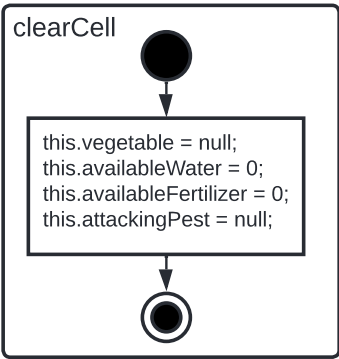 clearCell
this.vegetable = null;
this.availableWater = 0;
this.availableFertilizer = 0;
this.attackingPest = null;